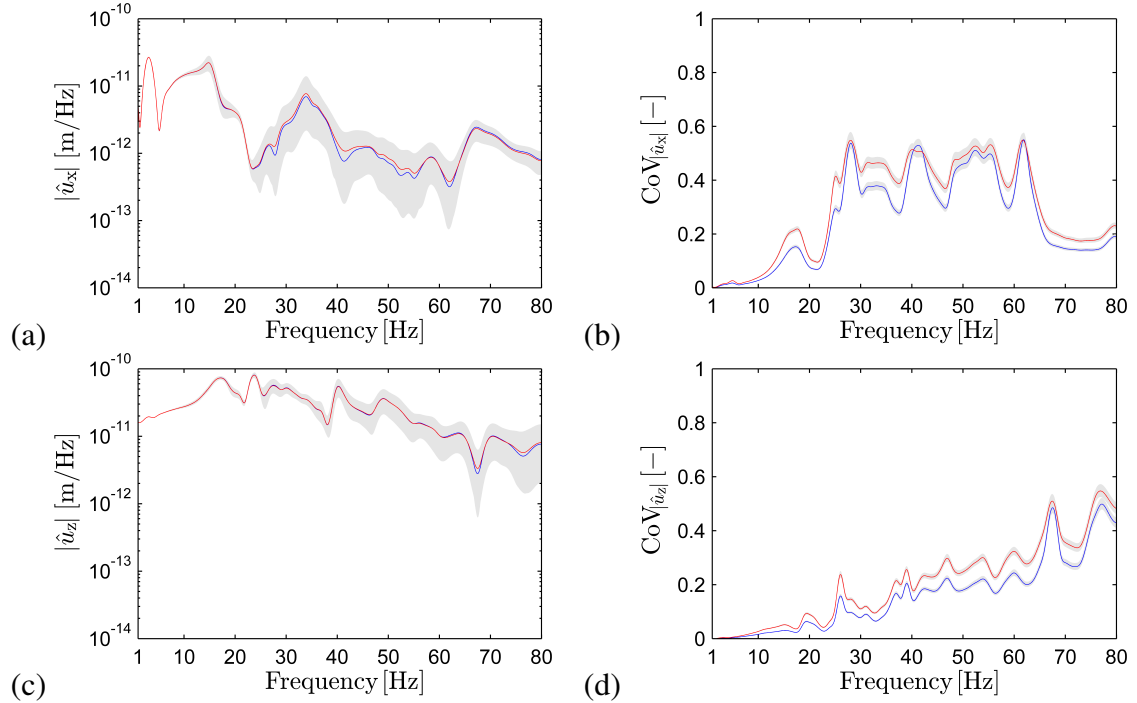 10⁻¹⁰
10⁻¹¹
10⁻¹²
10⁻¹³
10⁻¹⁴
|û_x| [m/Hz]
1 10 20 30 40 50 60 70 80
Frequency [Hz]
(a)
1
0.8
0.6
0.4
0.2
0
CoV_|û_x| [−]
1 10 20 30 40 50 60 70 80
Frequency [Hz]
(b)
10⁻¹⁰
10⁻¹¹
10⁻¹²
10⁻¹³
10⁻¹⁴
|û_z| [m/Hz]
1 10 20 30 40 50 60 70 80
Frequency [Hz]
(c)
1
0.8
0.6
0.4
0.2
0
CoV_|û_z| [−]
1 10 20 30 40 50 60 70 80
Frequency [Hz]
(d)